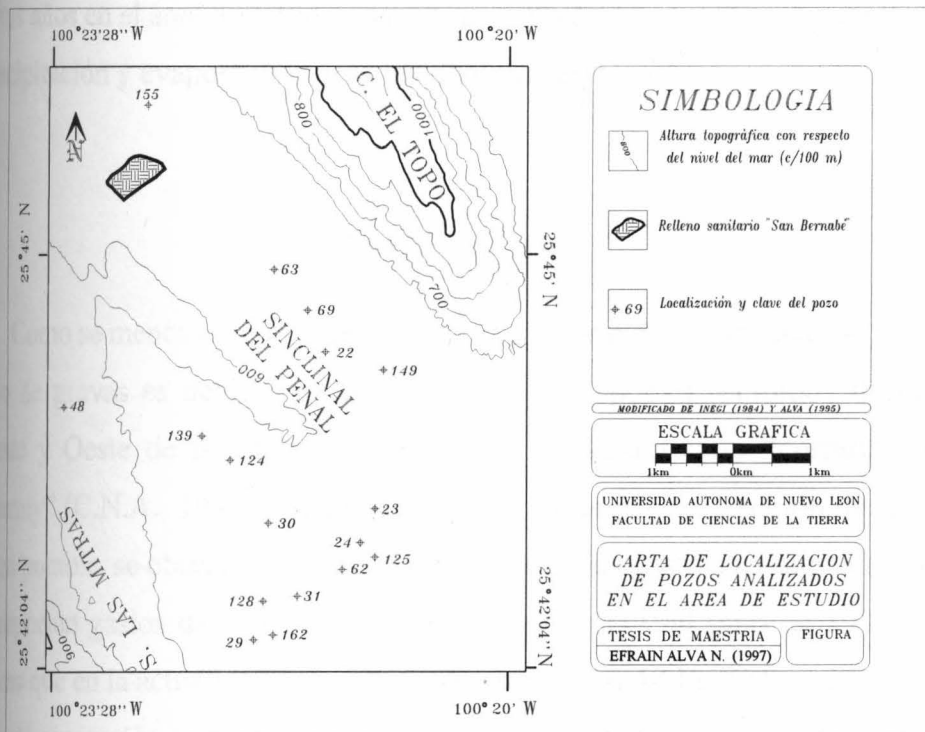 100°23'28'' W
100°20' W
155
N
25°45' N
25°45' N
C. EL TOPO
800
1000
700
63
69
22
149
SINCLINAL
DEL PENAL
600
48
139
124
23
30
24
125
62
S. LAS MITRAS
900
128
31
29
162
25°42'04'' N
25°42'04'' N
100°23'28'' W
100°20' W
SIMBOLOGIA
800
Altura topográfica con respecto
del nivel del mar (c/100 m)
Relleno sanitario "San Bernabé"
69
Localización y clave del pozo
MODIFICADO DE INEGI (1984) Y ALVA (1995)
ESCALA GRAFICA
1km 0km 1km
UNIVERSIDAD AUTONOMA DE NUEVO LEON
FACULTAD DE CIENCIAS DE LA TIERRA
CARTA DE LOCALIZACION
DE POZOS ANALIZADOS
EN EL AREA DE ESTUDIO
TESIS DE MAESTRIA
EFRAIN ALVA N. (1997)
FIGURA